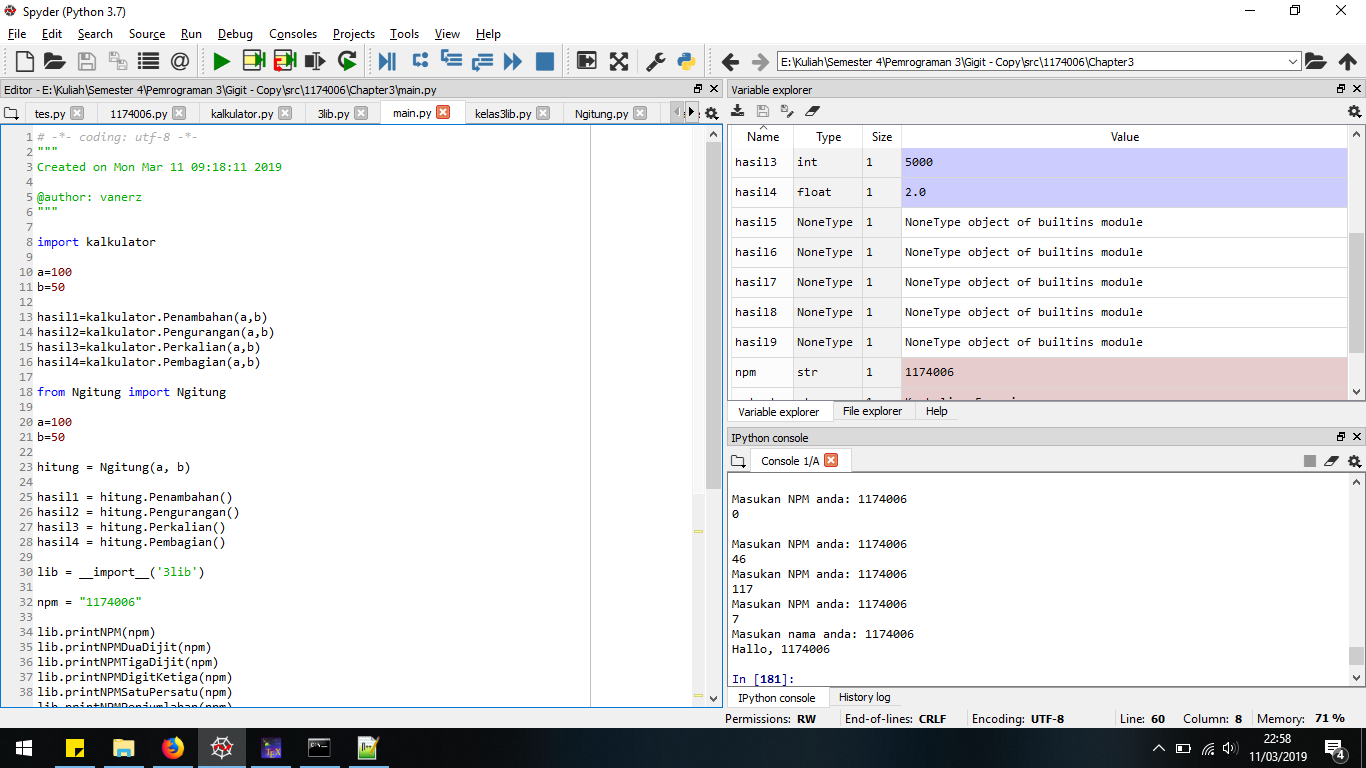 Spyder (Python 3.7)
File Edit Search Source Run Debug Consoles Projects Tools View Help
E:\Kuliah\Semester 4\Pemrograman 3\Gigit - Copy\src\1174006\Chapter3
Editor - E:\Kuliah\Semester 4\Pemrograman 3\Gigit - Copy\src\1174006\Chapter3\main.py
tes.py 1174006.py kalkulator.py 3lib.py main.py kelas3lib.py Ngitung.py
1 # -*- coding: utf-8 -*-
2 """
3 Created on Mon Mar 11 09:18:11 2019
4
5 @author: vanerz
6 """
7
8 import kalkulator
9
10 a=100
11 b=50
12
13 hasil1=kalkulator.Penambahan(a,b)
14 hasil2=kalkulator.Pengurangan(a,b)
15 hasil3=kalkulator.Perkalian(a,b)
16 hasil4=kalkulator.Pembagian(a,b)
17
18 from Ngitung import Ngitung
19
20 a=100
21 b=50
22
23 hitung = Ngitung(a, b)
24
25 hasil1 = hitung.Penambahan()
26 hasil2 = hitung.Pengurangan()
27 hasil3 = hitung.Perkalian()
28 hasil4 = hitung.Pembagian()
29
30 lib = __import__('3lib')
31
32 npm = "1174006"
33
34 lib.printNPM(npm)
35 lib.printNPMDuaDijit(npm)
36 lib.printNPMTigaDijit(npm)
37 lib.printNPMDigitKetiga(npm)
38 lib.printNPMSatuPersatu(npm)
Variable explorer
Name Type Size Value
hasil3 int 1 5000
hasil4 float 1 2.0
hasil5 NoneType 1 NoneType object of builtins module
hasil6 NoneType 1 NoneType object of builtins module
hasil7 NoneType 1 NoneType object of builtins module
hasil8 NoneType 1 NoneType object of builtins module
hasil9 NoneType 1 NoneType object of builtins module
npm str 1 1174006
Variable explorer File explorer Help
IPython console
Console 1/A
Masukan NPM anda: 1174006
0
Masukan NPM anda: 1174006
46
Masukan NPM anda: 1174006
117
Masukan NPM anda: 1174006
7
Masukan nama anda: 1174006
Hallo, 1174006
In [181]:
IPython console History log
Permissions: RW End-of-lines: CRLF Encoding: UTF-8 Line: 60 Column: 8 Memory: 71 %
22:58
11/03/2019
4